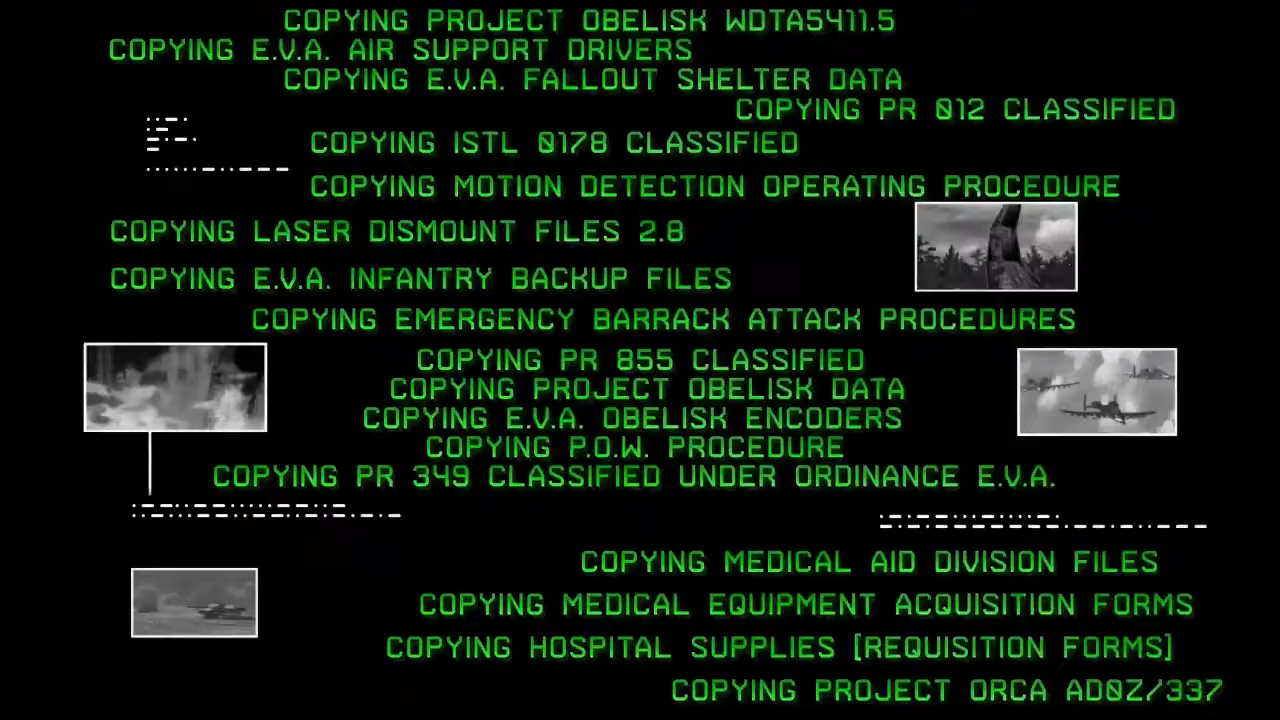 COPYING PROJECT OBELISK WDTA5411.5
COPYING E.V.A. AIR SUPPORT DRIVERS
COPYING E.V.A. FALLOUT SHELTER DATA
COPYING PR 012 CLASSIFIED
COPYING ISTL 0178 CLASSIFIED
COPYING MOTION DETECTION OPERATING PROCEDURE
COPYING LASER DISMOUNT FILES 2.8
COPYING E.V.A. INFANTRY BACKUP FILES
COPYING EMERGENCY BARRACK ATTACK PROCEDURES
COPYING PR 855 CLASSIFIED
COPYING PROJECT OBELISK DATA
COPYING E.V.A. OBELISK ENCODERS
COPYING P.O.W. PROCEDURE
COPYING PR 349 CLASSIFIED UNDER ORDINANCE E.V.A.
COPYING MEDICAL AID DIVISION FILES
COPYING MEDICAL EQUIPMENT ACQUISITION FORMS
COPYING HOSPITAL SUPPLIES [REQUISITION FORMS]
COPYING PROJECT ORCA AD0Z/337